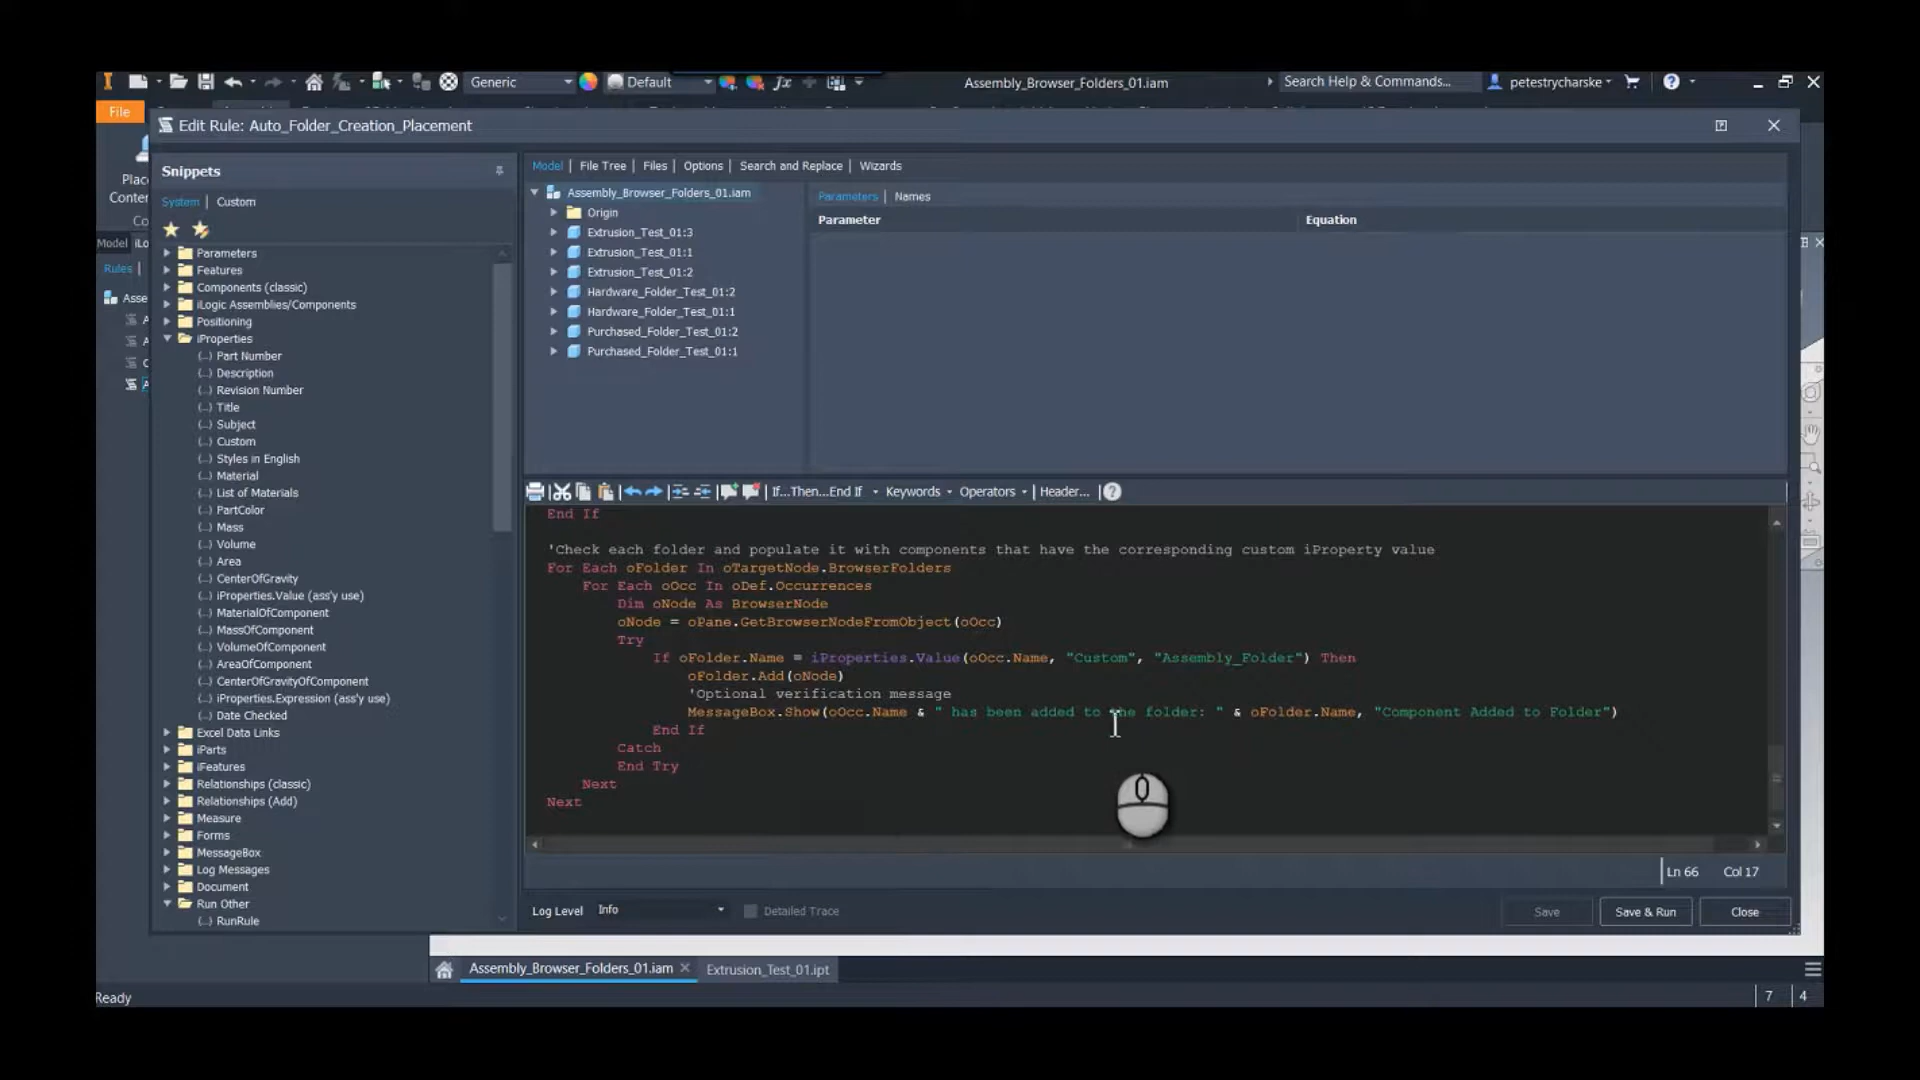 Generic
Default
fx
Assembly_Browser_Folders_01.iam
Search Help & Commands...
petestrycharske
?
File
Edit Rule: Auto_Folder_Creation_Placement
Model
Rules
Snippets
System | Custom
Parameters
Features
Components (classic)
iLogic Assemblies/Components
Positioning
iProperties
Part Number
Description
Revision Number
Title
Subject
Custom
Styles in English
Material
List of Materials
PartColor
Mass
Volume
Area
CenterOfGravity
iProperties.Value (ass'y use)
MaterialOfComponent
MassOfComponent
VolumeOfComponent
AreaOfComponent
CenterOfGravityOfComponent
iProperties.Expression (ass'y use)
Date Checked
Excel Data Links
iParts
iFeatures
Relationships (classic)
Relationships (Add)
Measure
Forms
MessageBox
Log Messages
Document
Run Other
RunRule
Model | File Tree | Files | Options | Search and Replace | Wizards
Assembly_Browser_Folders_01.iam
Origin
Extrusion_Test_01:3
Extrusion_Test_01:1
Extrusion_Test_01:2
Hardware_Folder_Test_01:2
Hardware_Folder_Test_01:1
Purchased_Folder_Test_01:2
Purchased_Folder_Test_01:1
Parameters | Names
Parameter Equation
If...Then...End If Keywords Operators Header... ?
End If
'Check each folder and populate it with components that have the corresponding custom iProperty value
For Each oFolder In oTargetNode.BrowserFolders
For Each oOcc In oDef.Occurrences
Dim oNode As BrowserNode
oNode = oPane.GetBrowserNodeFromObject(oOcc)
Try
If oFolder.Name = iProperties.Value(oOcc.Name, "Custom", "Assembly_Folder") Then
oFolder.Add(oNode)
'Optional verification message
MessageBox.Show(oOcc.Name & " has been added to the folder: " & oFolder.Name, "Component Added to Folder")
End If
Catch
End Try
Next
Next
Ln 66 Col 17
Log Level Info Detailed Trace
Save Save & Run Close
Assembly_Browser_Folders_01.iam Extrusion_Test_01.ipt
Ready
7 4